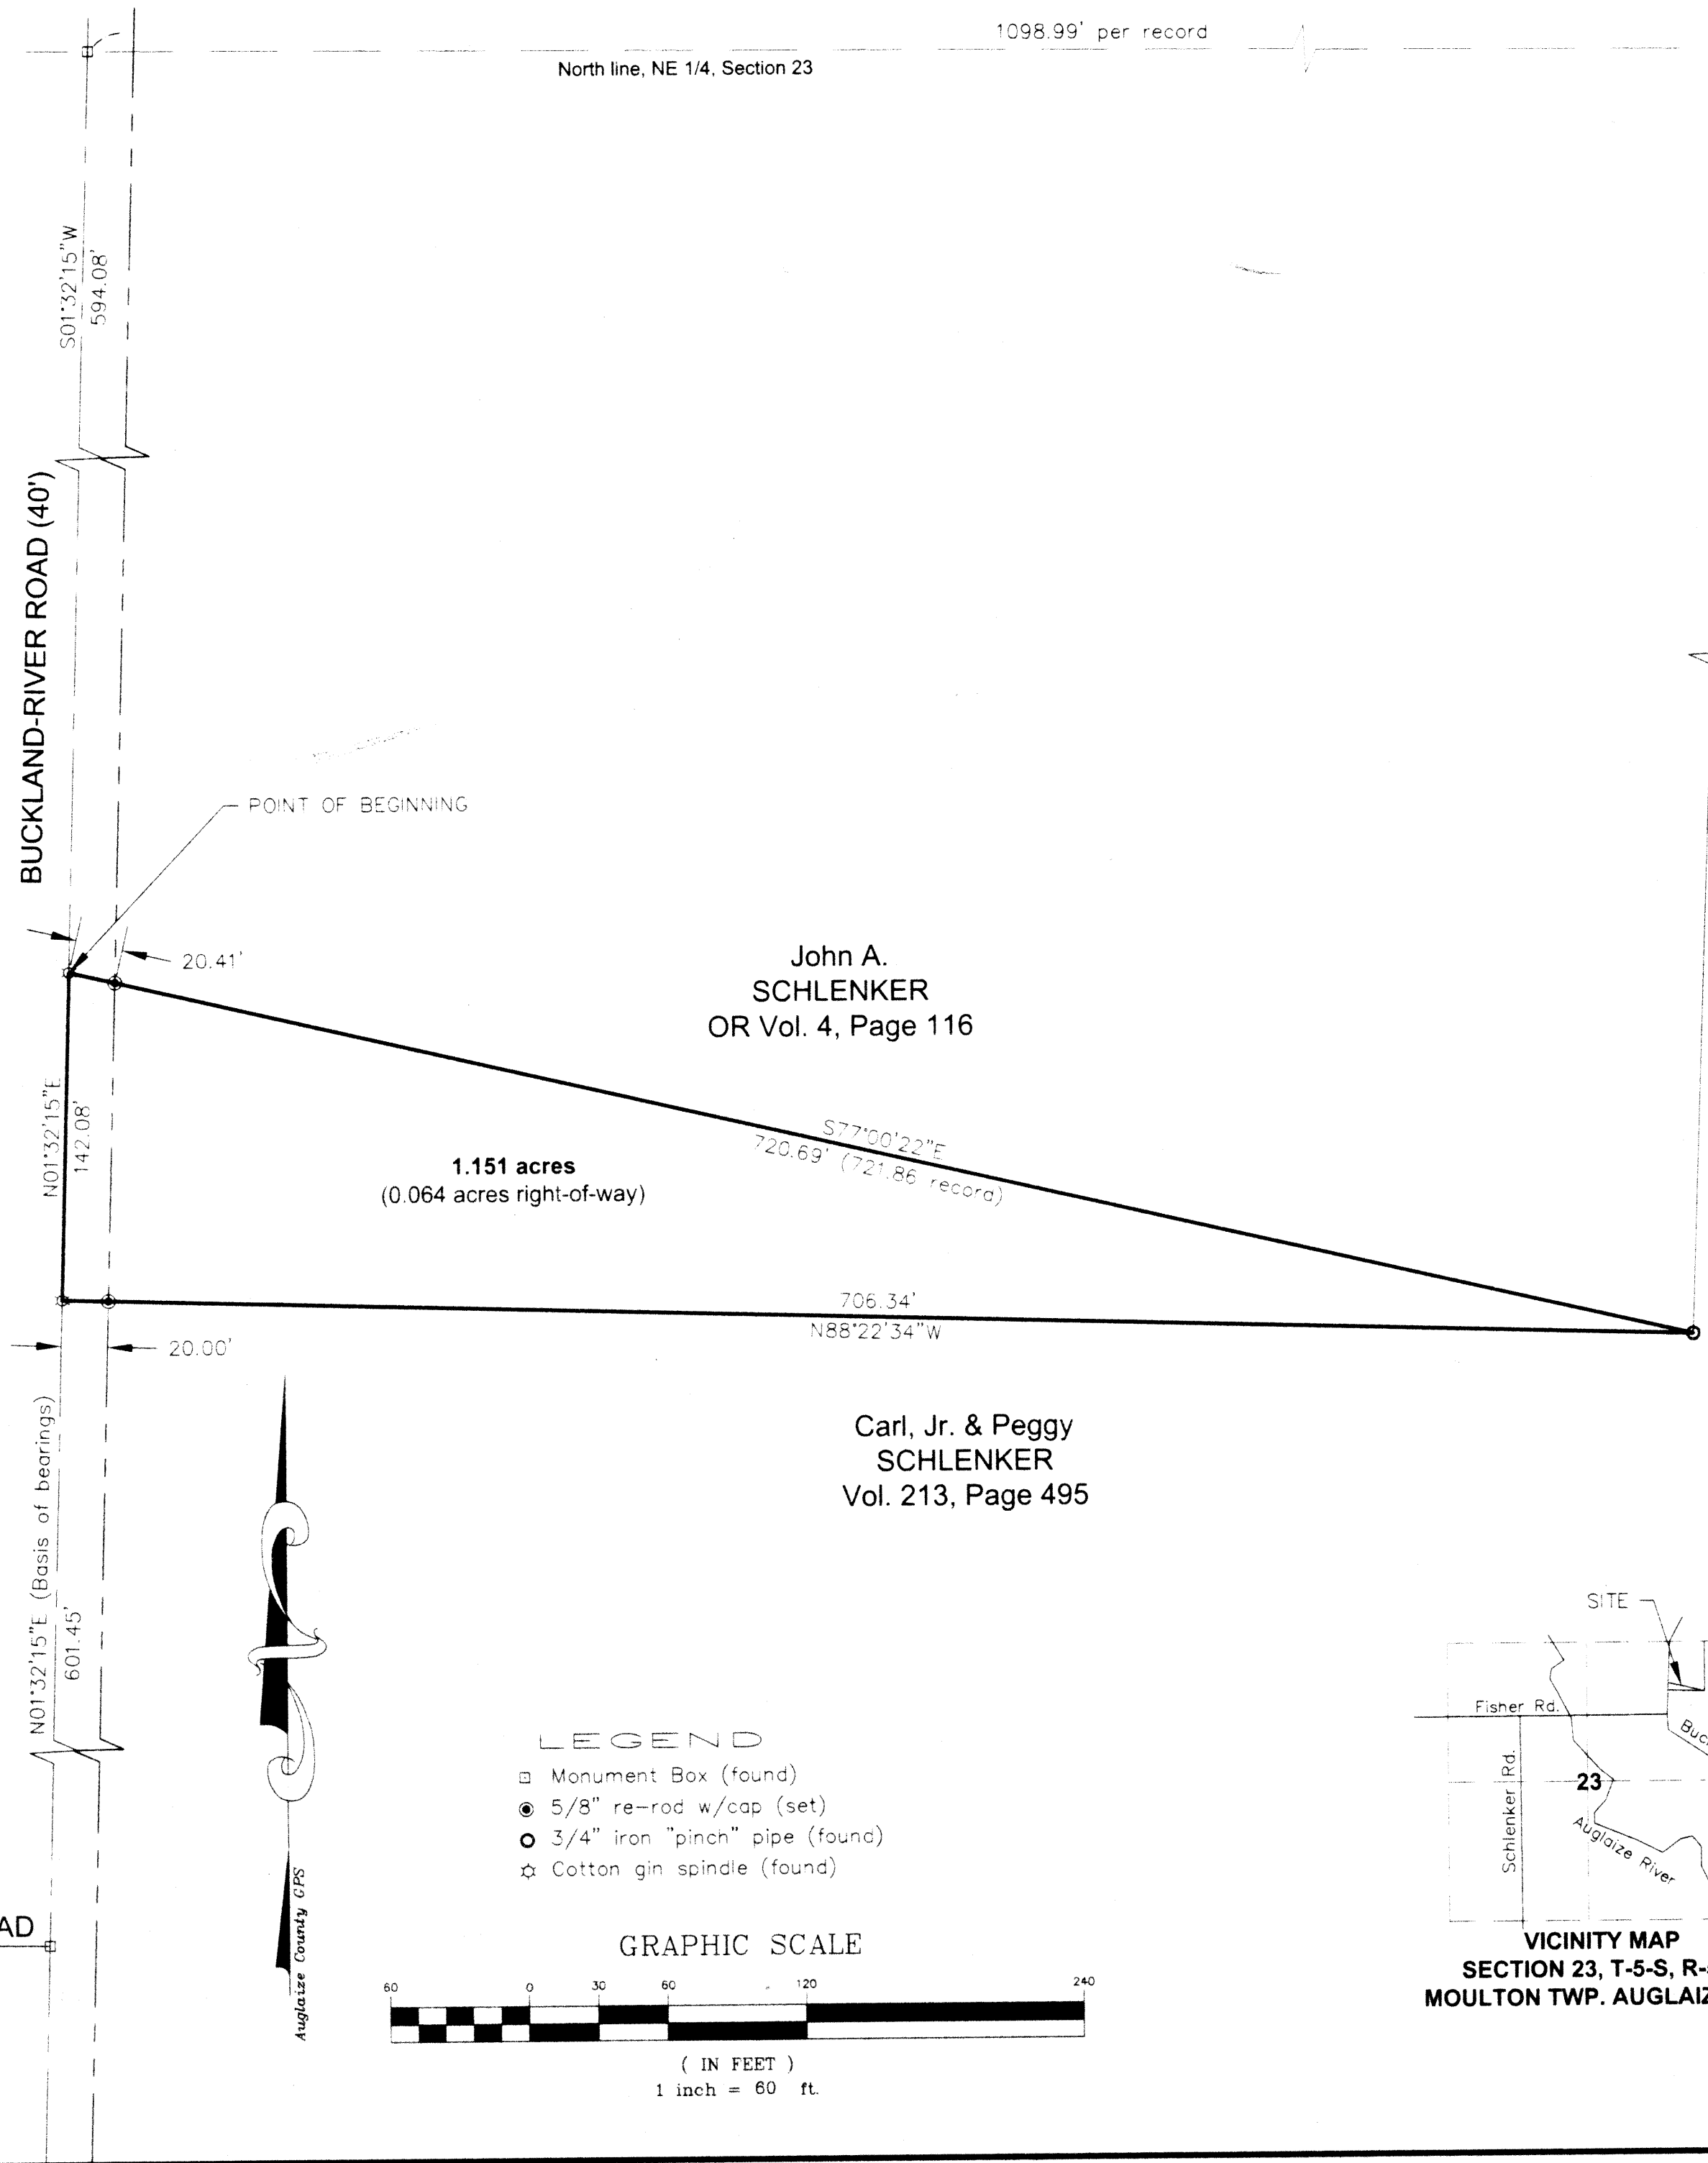 1098.99' per record
North line, NE 1/4, Section 23
S01°32'15"W
594.08'
BUCKLAND-RIVER ROAD (40')
POINT OF BEGINNING
20.41'
John A.
SCHLENKER
OR Vol. 4, Page 116
N01°32'15"E
142.08'
S77°00'22"E
720.69' (721.86 record)
1.151 acres
(0.064 acres right-of-way)
706.34'
N88°22'34"W
20.00'
Carl, Jr. & Peggy
SCHLENKER
Vol. 213, Page 495
N01°32'15"E (Basis of bearings)
601.45'
Auglaize County GPS
LEGEND
Monument Box (found)
5/8" re-rod w/cap (set)
3/4" iron "pinch" pipe (found)
Cotton gin spindle (found)
AD
GRAPHIC SCALE
60 0 30 60 120 240
( IN FEET )
1 inch = 60 ft.
SITE
Fisher Rd.
Schlenker Rd.
23
Auglaize River
VICINITY MAP
SECTION 23, T-5-S, R-
MOULTON TWP.